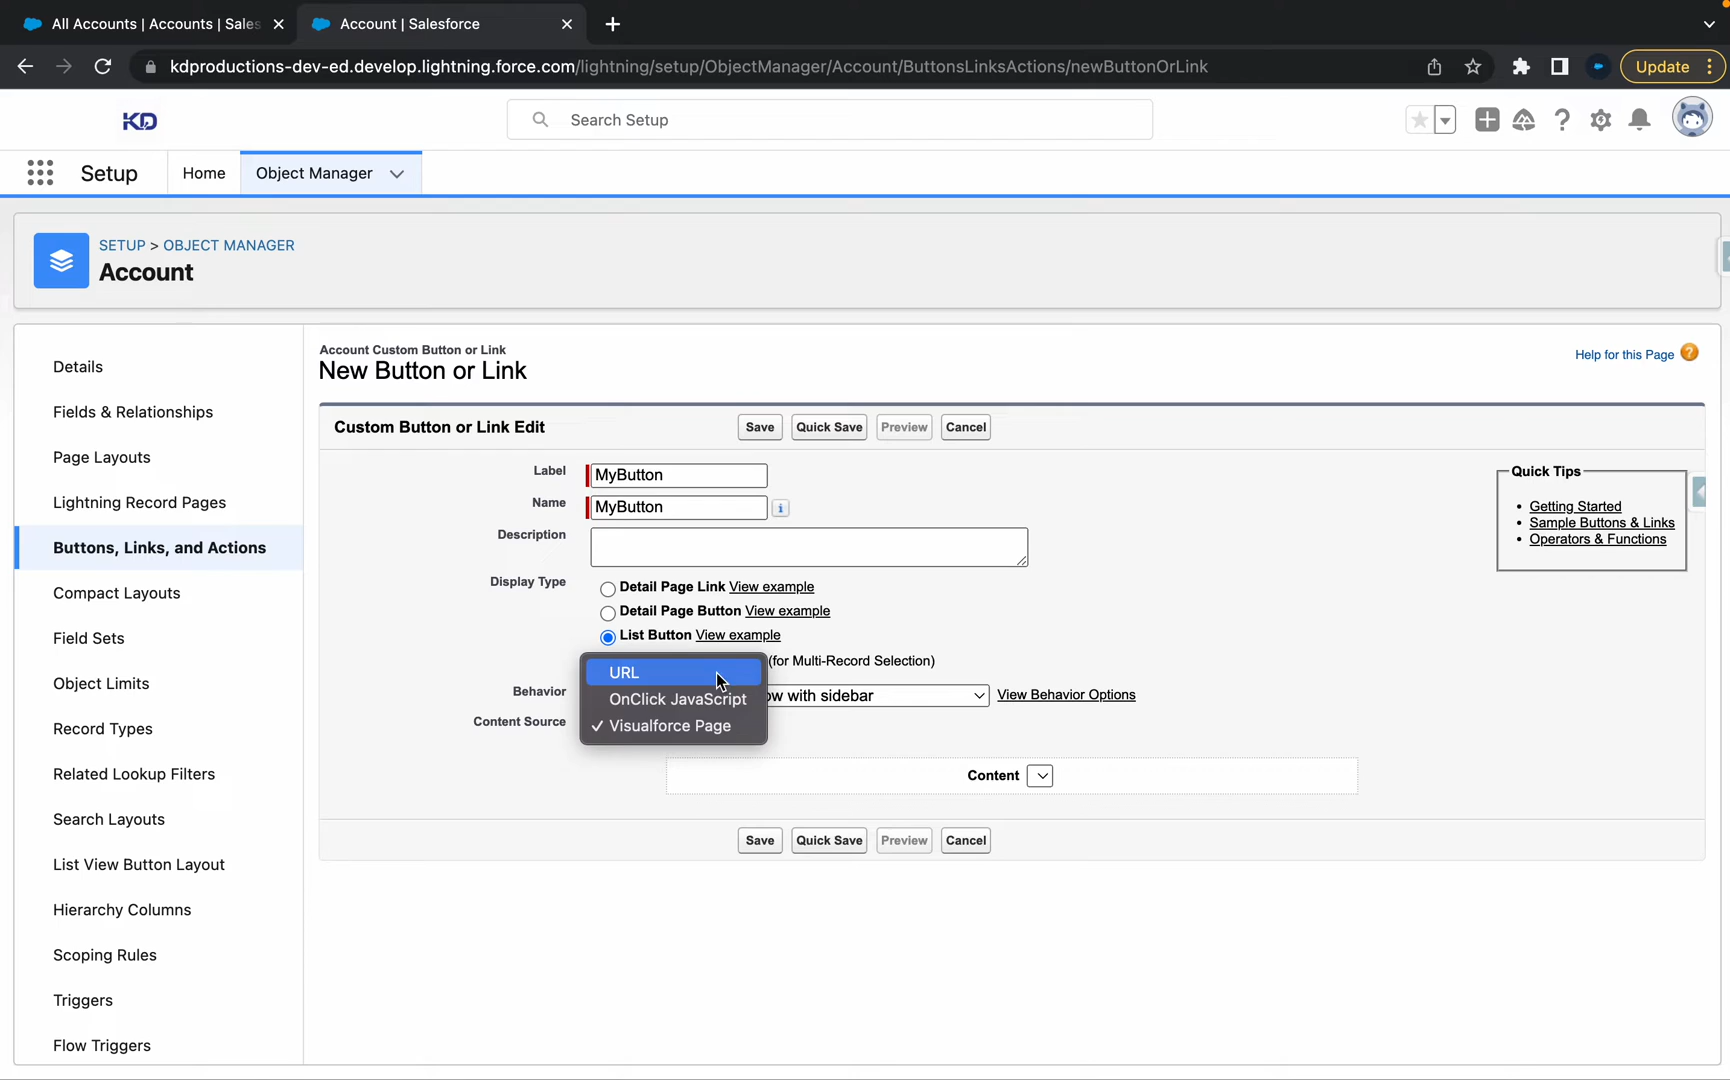 All Accounts | Accounts | Sales
Account | Salesforce
kdproductions-dev-ed.develop.lightning.force.com/lightning/setup/ObjectManager/Account/ButtonsLinksActions/newButtonOrLink
Update
KD
Search Setup
Setup
Home
Object Manager
SETUP > OBJECT MANAGER
Account
Details
Fields & Relationships
Page Layouts
Lightning Record Pages
Buttons, Links, and Actions
Compact Layouts
Field Sets
Object Limits
Record Types
Related Lookup Filters
Search Layouts
List View Button Layout
Hierarchy Columns
Scoping Rules
Triggers
Flow Triggers
Account Custom Button or Link
New Button or Link
Help for this Page ?
Custom Button or Link Edit
Save
Quick Save
Preview
Cancel
Label
MyButton
Name
MyButton
i
Description
Display Type
Detail Page Link View example
Detail Page Button View example
List Button View example
(for Multi-Record Selection)
Behavior
ow with sidebar
View Behavior Options
Content Source
URL
OnClick JavaScript
✓ Visualforce Page
Content
Save
Quick Save
Preview
Cancel
Quick Tips
• Getting Started
• Sample Buttons & Links
• Operators & Functions